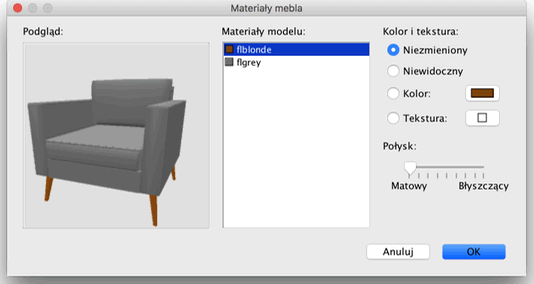 Materiały mebla
Podgląd:
Materiały modelu:
flblonde
flgrey
Kolor i tekstura:
Niezmieniony
Niewidoczny
Kolor:
Tekstura:
Połysk:
Matowy Błyszczący
Anuluj OK